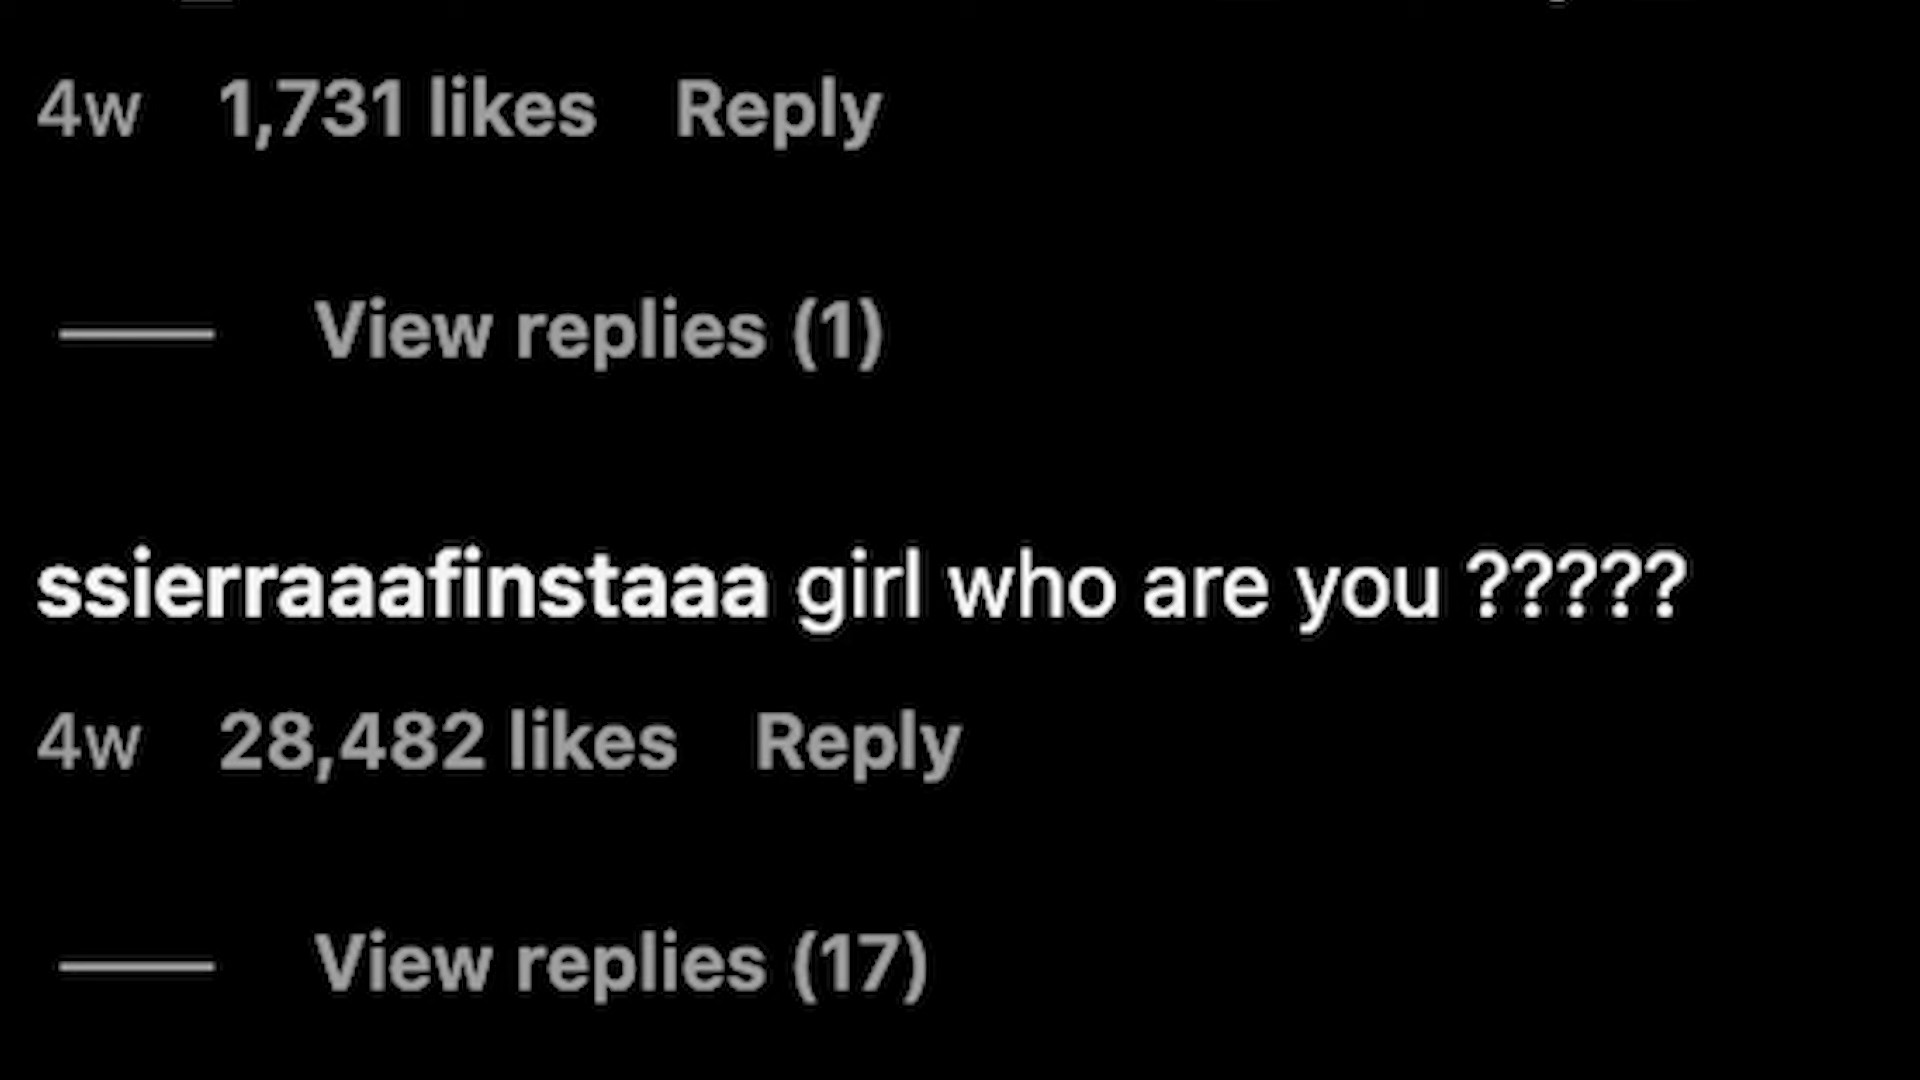 4w 1,731 likes Reply
View replies (1)
ssierraaafinstaaa girl who are you ?????
4w 28,482 likes Reply
View replies (17)